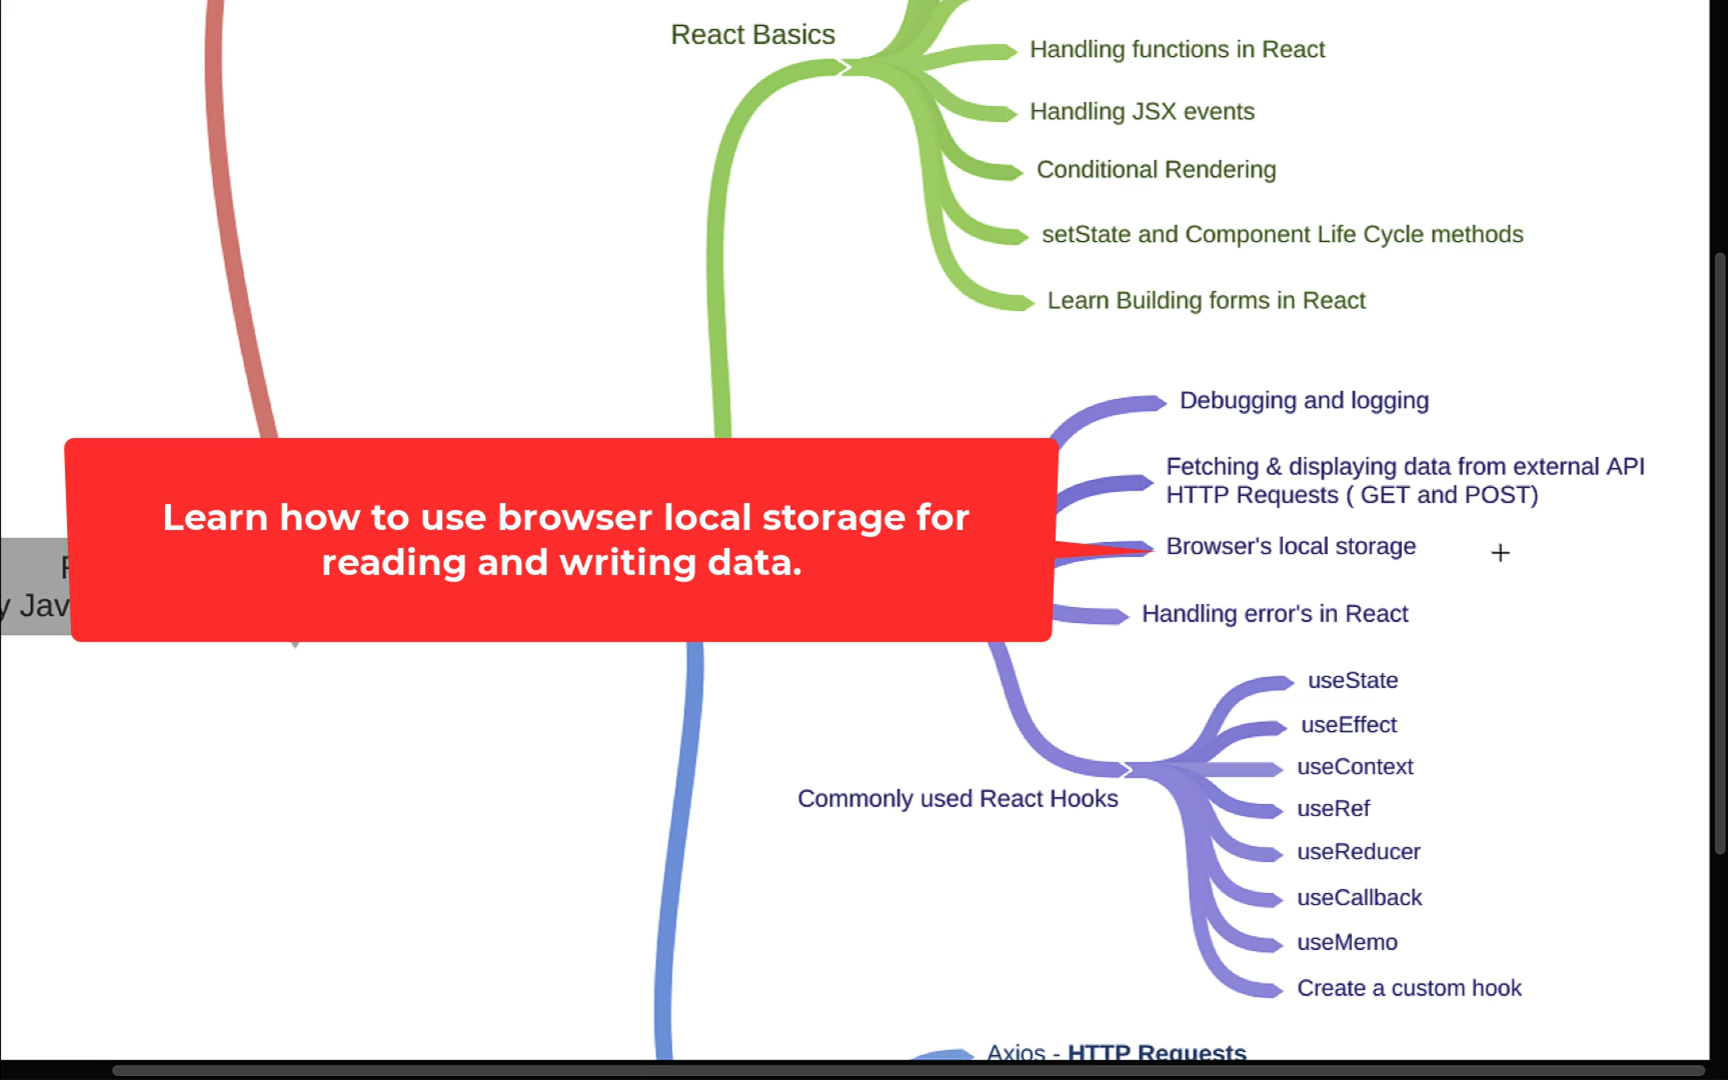 React Basics
Handling functions in React
Handling JSX events
Conditional Rendering
setState and Component Life Cycle methods
Learn Building forms in React
Debugging and logging
Fetching & displaying data from external API
HTTP Requests ( GET and POST)
Learn how to use browser local storage for
reading and writing data.
Browser's local storage
y Jav
Handling error's in React
useState
useEffect
useContext
Commonly used React Hooks
useRef
useReducer
useCallback
useMemo
Create a custom hook
Axios - HTTP Requests